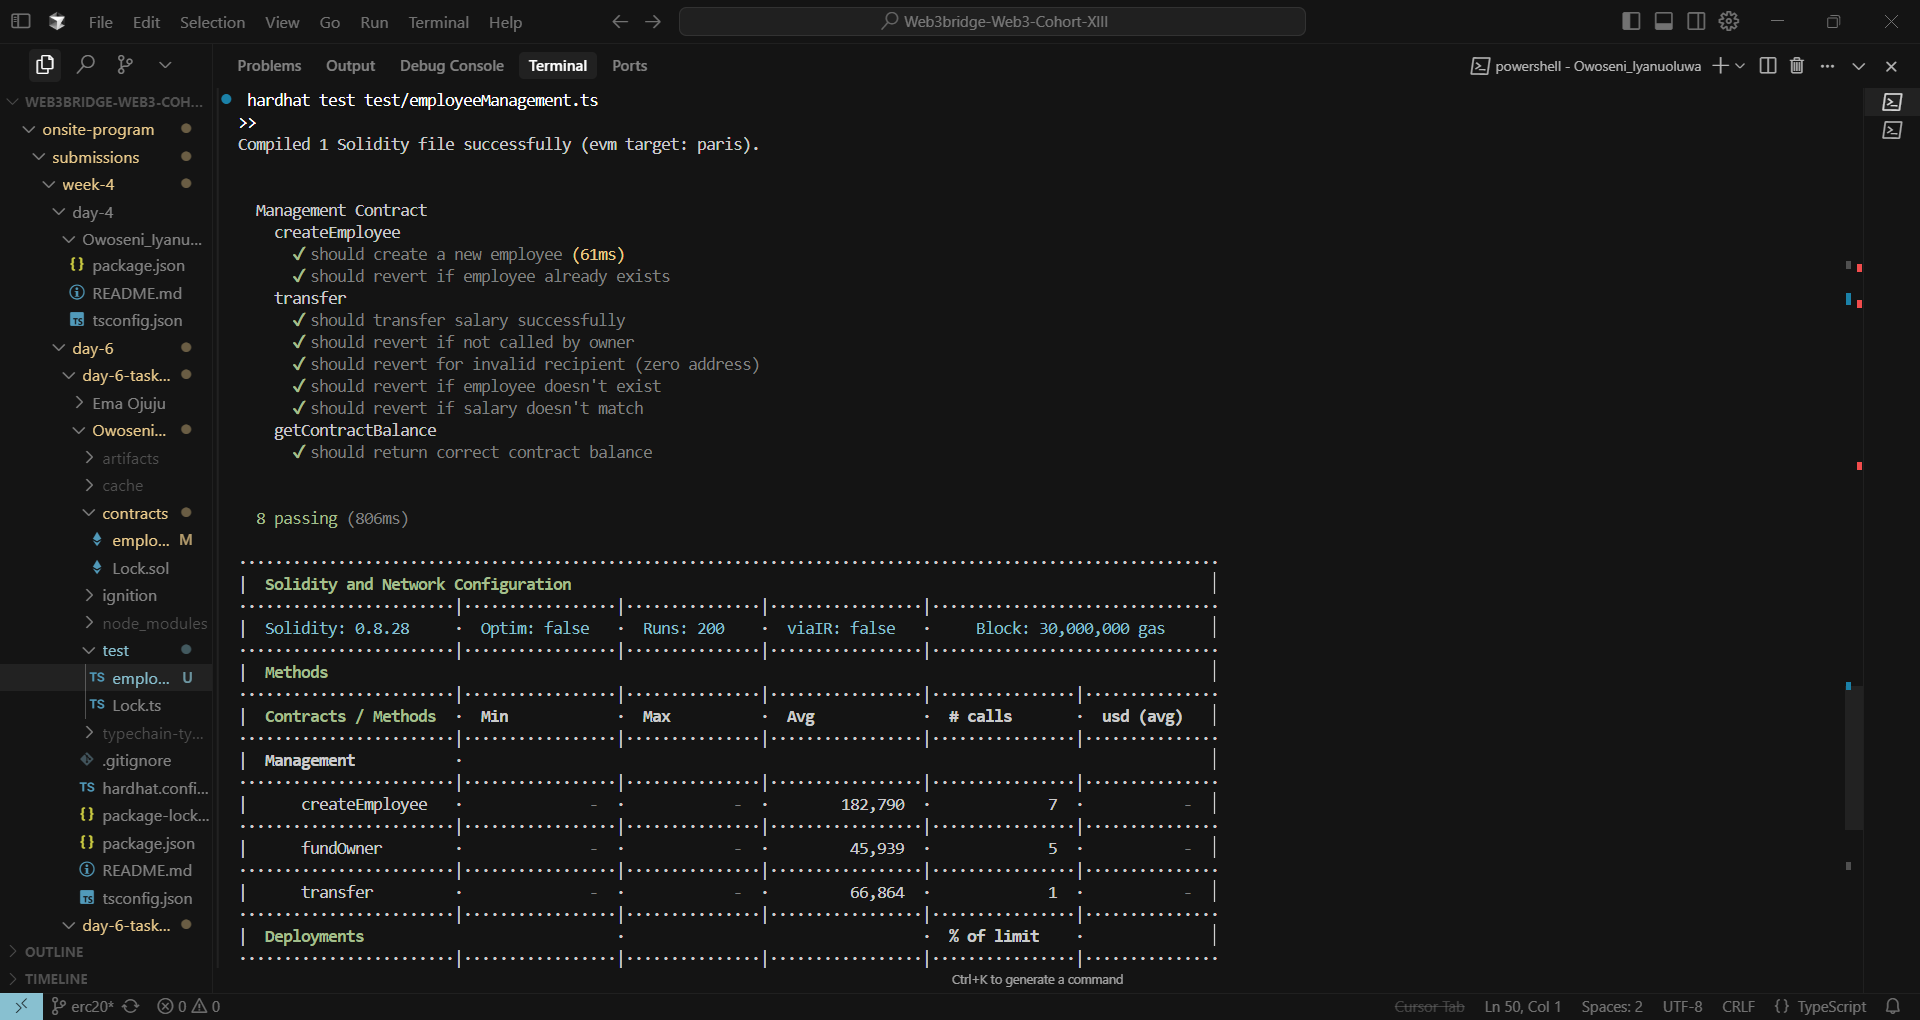 File Edit Selection View Go Run Terminal Help
Web3bridge-Web3-Cohort-XIII
WEB3BRIDGE-WEB3-COH...
onsite-program
submissions
week-4
day-4
Owoseni_Iyanu...
{} package.json
README.md
tsconfig.json
day-6
day-6-task...
Ema Ojuju
Owoseni...
artifacts
cache
contracts
emplo... M
Lock.sol
ignition
node_modules
test
TS emplo... U
TS Lock.ts
typechain-ty...
.gitignore
TS hardhat.confi...
{} package-lock...
{} package.json
README.md
TS tsconfig.json
day-6-task...
OUTLINE
TIMELINE
Problems Output Debug Console Terminal Ports
powershell - Owoseni_Iyanuoluwa
hardhat test test/employeeManagement.ts
>>
Compiled 1 Solidity file successfully (evm target: paris).
Management Contract
createEmployee
✓ should create a new employee (61ms)
✓ should revert if employee already exists
transfer
✓ should transfer salary successfully
✓ should revert if not called by owner
✓ should revert for invalid recipient (zero address)
✓ should revert if employee doesn't exist
✓ should revert if salary doesn't match
getContractBalance
✓ should return correct contract balance
8 passing (806ms)
| Solidity and Network Configuration |
| Solidity: 0.8.28 · Optim: false · Runs: 200 · viaIR: false · Block: 30,000,000 gas |
| Methods |
| Contracts / Methods · Min · Max · Avg · # calls · usd (avg) |
| Management · |
| createEmployee · - · - · 182,790 · 7 · - |
| fundOwner · - · - · 45,939 · 5 · - |
| transfer · - · - · 66,864 · 1 · - |
| Deployments · · % of limit · |
Ctrl+K to generate a command
erc20* 0 0
Cursor Tab Ln 50, Col 1 Spaces: 2 UTF-8 CRLF {} TypeScript